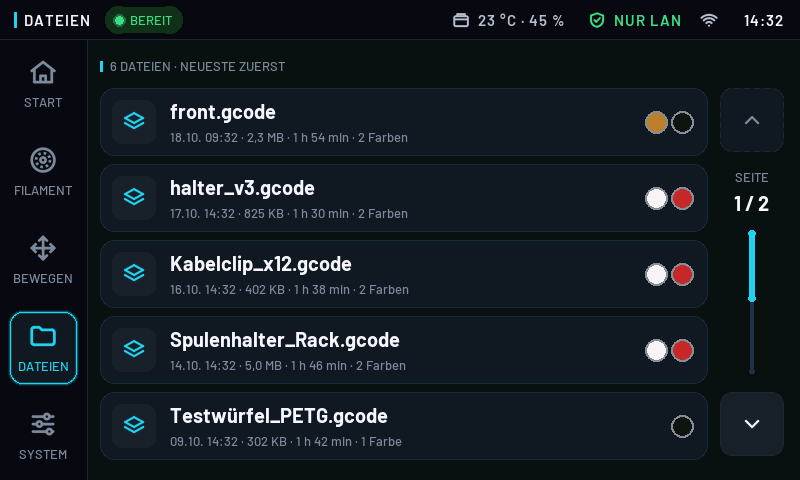 DATEIEN
BEREIT
23 °C · 45 %
NUR LAN
14:32
START
FILAMENT
BEWEGEN
DATEIEN
SYSTEM
6 DATEIEN · NEUESTE ZUERST
front.gcode
18.10. 09:32 · 2,3 MB · 1 h 54 min · 2 Farben
halter_v3.gcode
17.10. 14:32 · 825 KB · 1 h 30 min · 2 Farben
Kabelclip_x12.gcode
16.10. 14:32 · 402 KB · 1 h 38 min · 2 Farben
Spulenhalter_Rack.gcode
14.10. 14:32 · 5,0 MB · 1 h 46 min · 2 Farben
Testwürfel_PETG.gcode
09.10. 14:32 · 302 KB · 1 h 42 min · 1 Farbe
SEITE
1 / 2